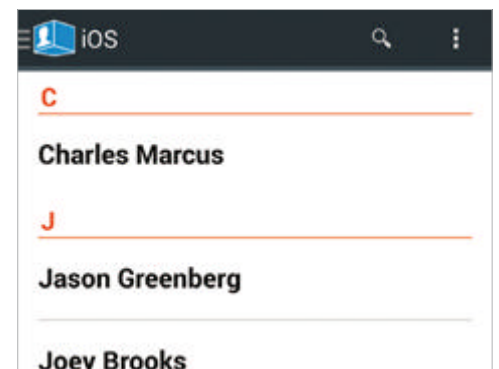 iOS
C
Charles Marcus
J
Jason Greenberg
Joey Brooks